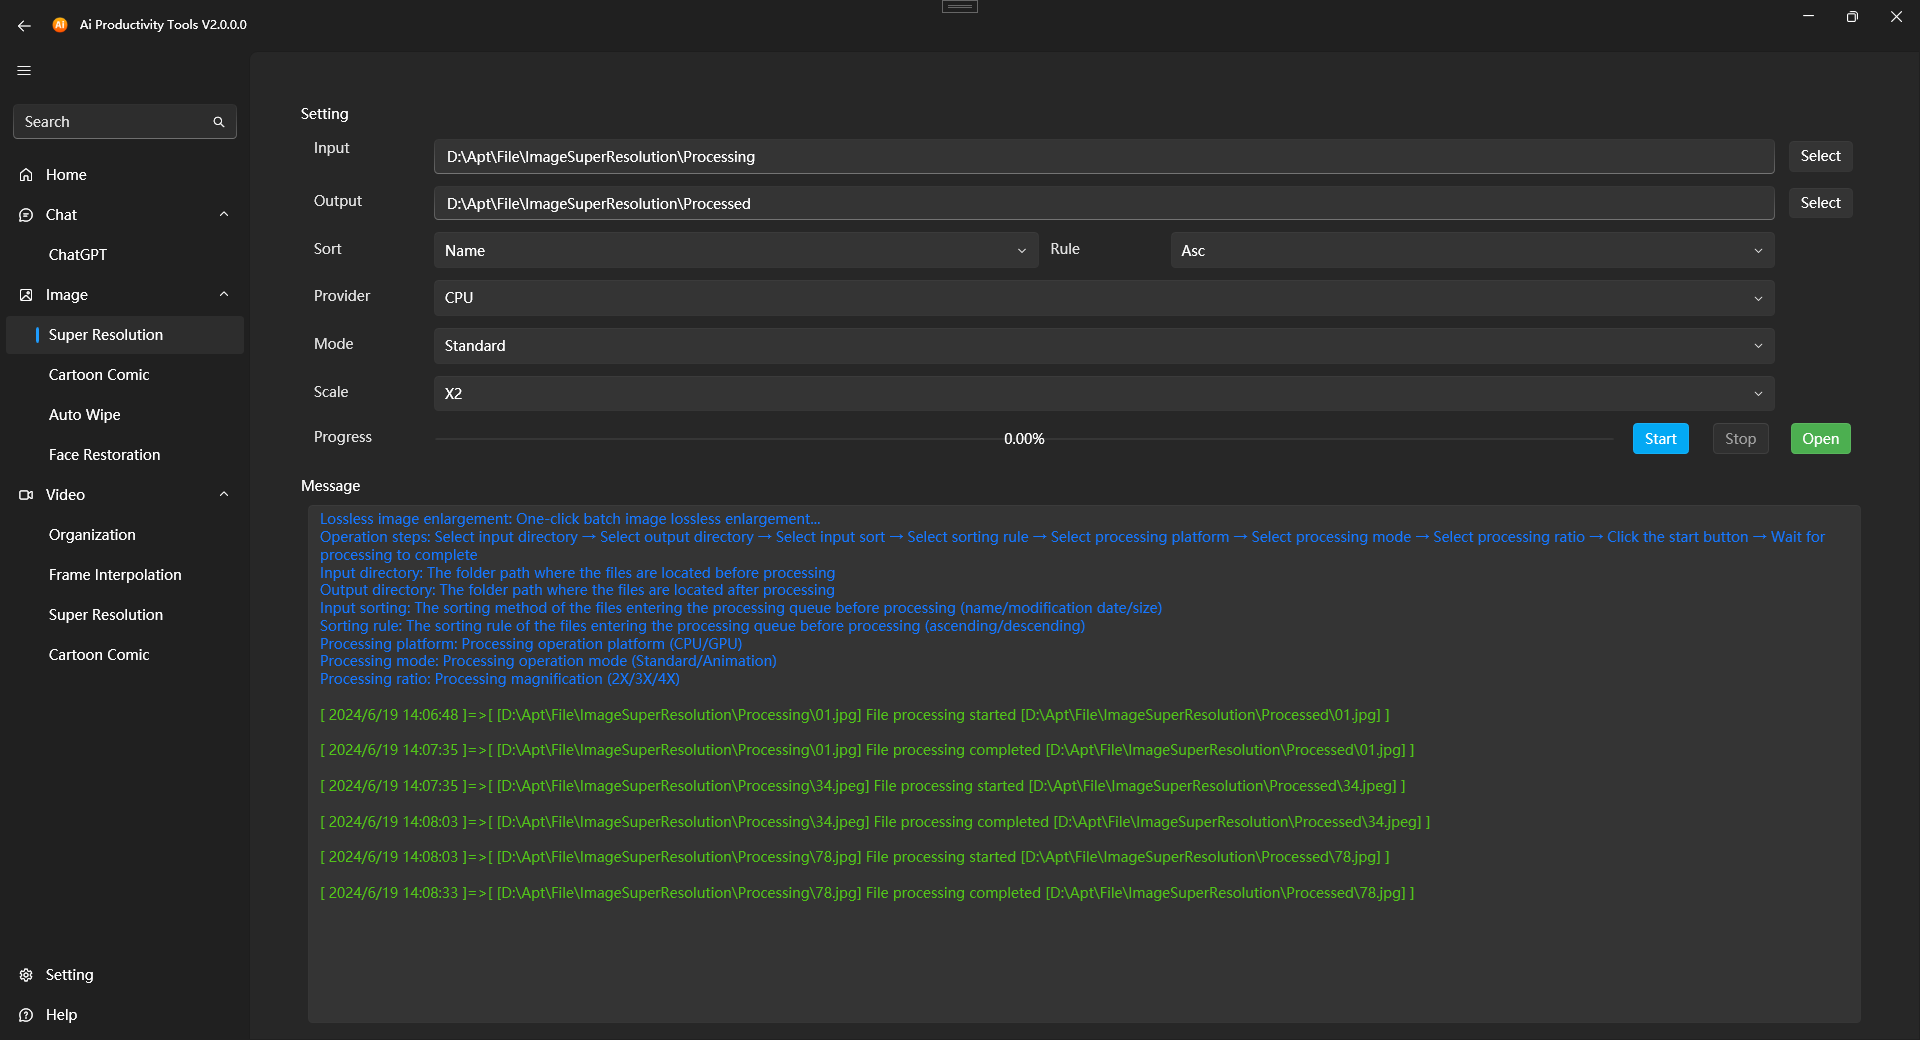 Ai Productivity Tools V2.0.0.0
Search
Home
Chat
ChatGPT
Image
Super Resolution
Cartoon Comic
Auto Wipe
Face Restoration
Video
Organization
Frame Interpolation
Super Resolution
Cartoon Comic
Setting
Help
Setting
Input
D:\Apt\File\ImageSuperResolution\Processing
Select
Output
D:\Apt\File\ImageSuperResolution\Processed
Select
Sort
Name
Rule
Asc
Provider
CPU
Mode
Standard
Scale
X2
Progress
0.00%
Start
Stop
Open
Message
Lossless image enlargement: One-click batch image lossless enlargement...
Operation steps: Select input directory → Select output directory → Select input sort → Select sorting rule → Select processing platform → Select processing mode → Select processing ratio → Click the start button → Wait for
processing to complete
Input directory: The folder path where the files are located before processing
Output directory: The folder path where the files are located after processing
Input sorting: The sorting method of the files entering the processing queue before processing (name/modification date/size)
Sorting rule: The sorting rule of the files entering the processing queue before processing (ascending/descending)
Processing platform: Processing operation platform (CPU/GPU)
Processing mode: Processing operation mode (Standard/Animation)
Processing ratio: Processing magnification (2X/3X/4X)
[ 2024/6/19 14:06:48 ]=>[ [D:\Apt\File\ImageSuperResolution\Processing\01.jpg] File processing started [D:\Apt\File\ImageSuperResolution\Processed\01.jpg] ]
[ 2024/6/19 14:07:35 ]=>[ [D:\Apt\File\ImageSuperResolution\Processing\01.jpg] File processing completed [D:\Apt\File\ImageSuperResolution\Processed\01.jpg] ]
[ 2024/6/19 14:07:35 ]=>[ [D:\Apt\File\ImageSuperResolution\Processing\34.jpeg] File processing started [D:\Apt\File\ImageSuperResolution\Processed\34.jpeg] ]
[ 2024/6/19 14:08:03 ]=>[ [D:\Apt\File\ImageSuperResolution\Processing\34.jpeg] File processing completed [D:\Apt\File\ImageSuperResolution\Processed\34.jpeg] ]
[ 2024/6/19 14:08:03 ]=>[ [D:\Apt\File\ImageSuperResolution\Processing\78.jpg] File processing started [D:\Apt\File\ImageSuperResolution\Processed\78.jpg] ]
[ 2024/6/19 14:08:33 ]=>[ [D:\Apt\File\ImageSuperResolution\Processing\78.jpg] File processing completed [D:\Apt\File\ImageSuperResolution\Processed\78.jpg] ]